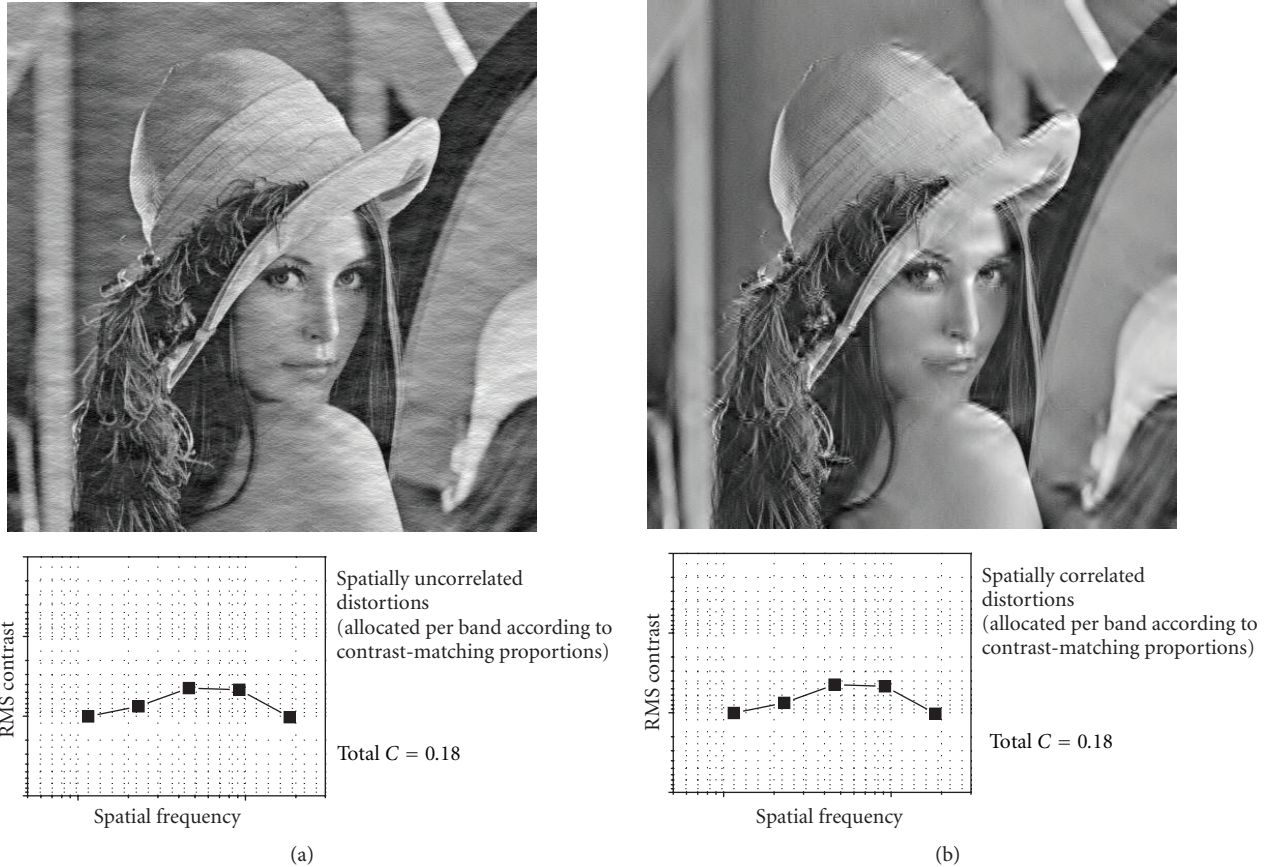 RMS contrast
Spatially uncorrelated
distortions
(allocated per band according to
contrast-matching proportions)
Total C = 0.18
Spatial frequency
(a)
RMS contrast
Spatially correlated
distortions
(allocated per band according to
contrast-matching proportions)
Total C = 0.18
Spatial frequency
(b)